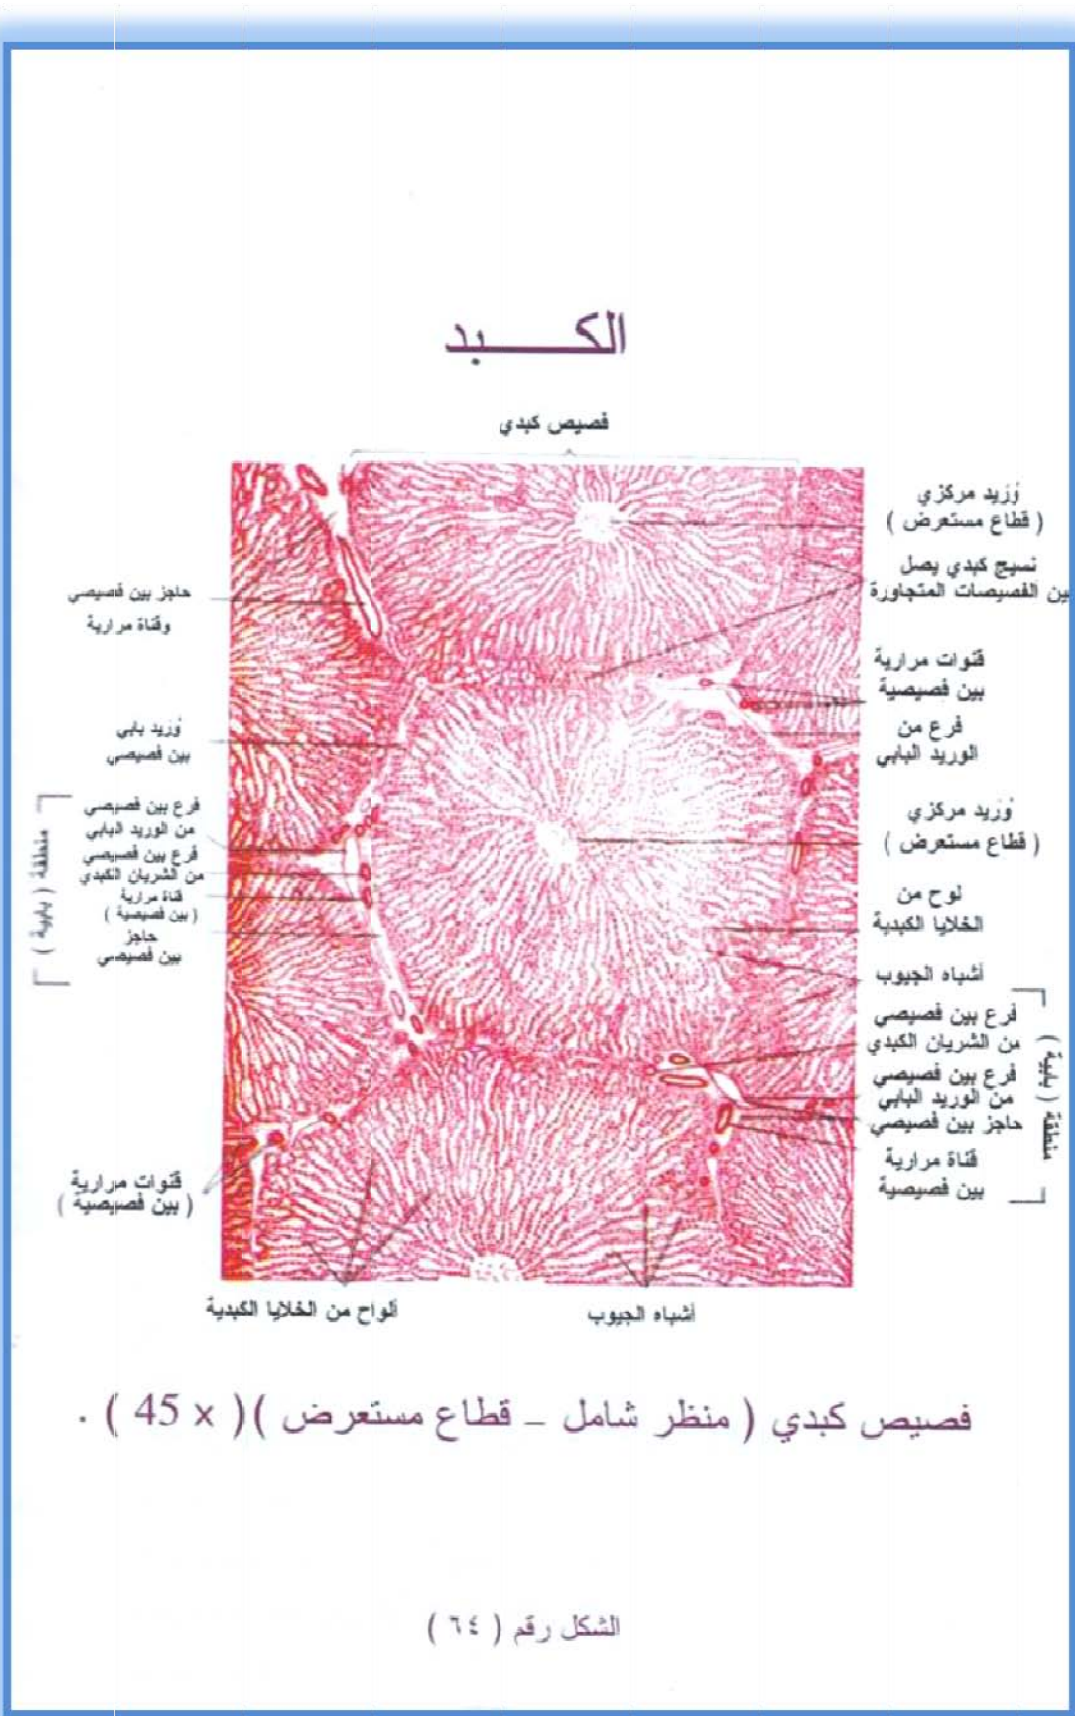 الكـــــبد
فصيص كبدي
وُرَيد مركزي
( قطاع مستعرض )
نسيج كبدي يصل
بين الفصيصات المتجاورة
قنوات مرارية
بين فصيصية
فرع من
الوريد البابي
وُرَيد مركزي
( قطاع مستعرض )
لوح من
الخلايا الكبدية
أشباه الجيوب
فرع بين فصيصي
من الشريان الكبدي
فرع بين فصيصي
من الوريد البابي
حاجز بين فصيصي
قناة مرارية
بين فصيصية
منطقة ( بابية )
حاجز بين فصيصي
وقناة مرارية
وُرَيد بابي
بين فصيصي
فرع بين فصيصي
من الوريد البابي
فرع بين فصيصي
من الشريان الكبدي
قناة مرارية
( بين فصيصية )
حاجز
بين فصيصي
منطقة ( بابية )
قنوات مرارية
( بين فصيصية )
ألواح من الخلايا الكبدية
أشباه الجيوب
فصيص كبدي ( منظر شامل – قطاع مستعرض )( × 45 ) .
الشكل رقم ( ٦٤ )